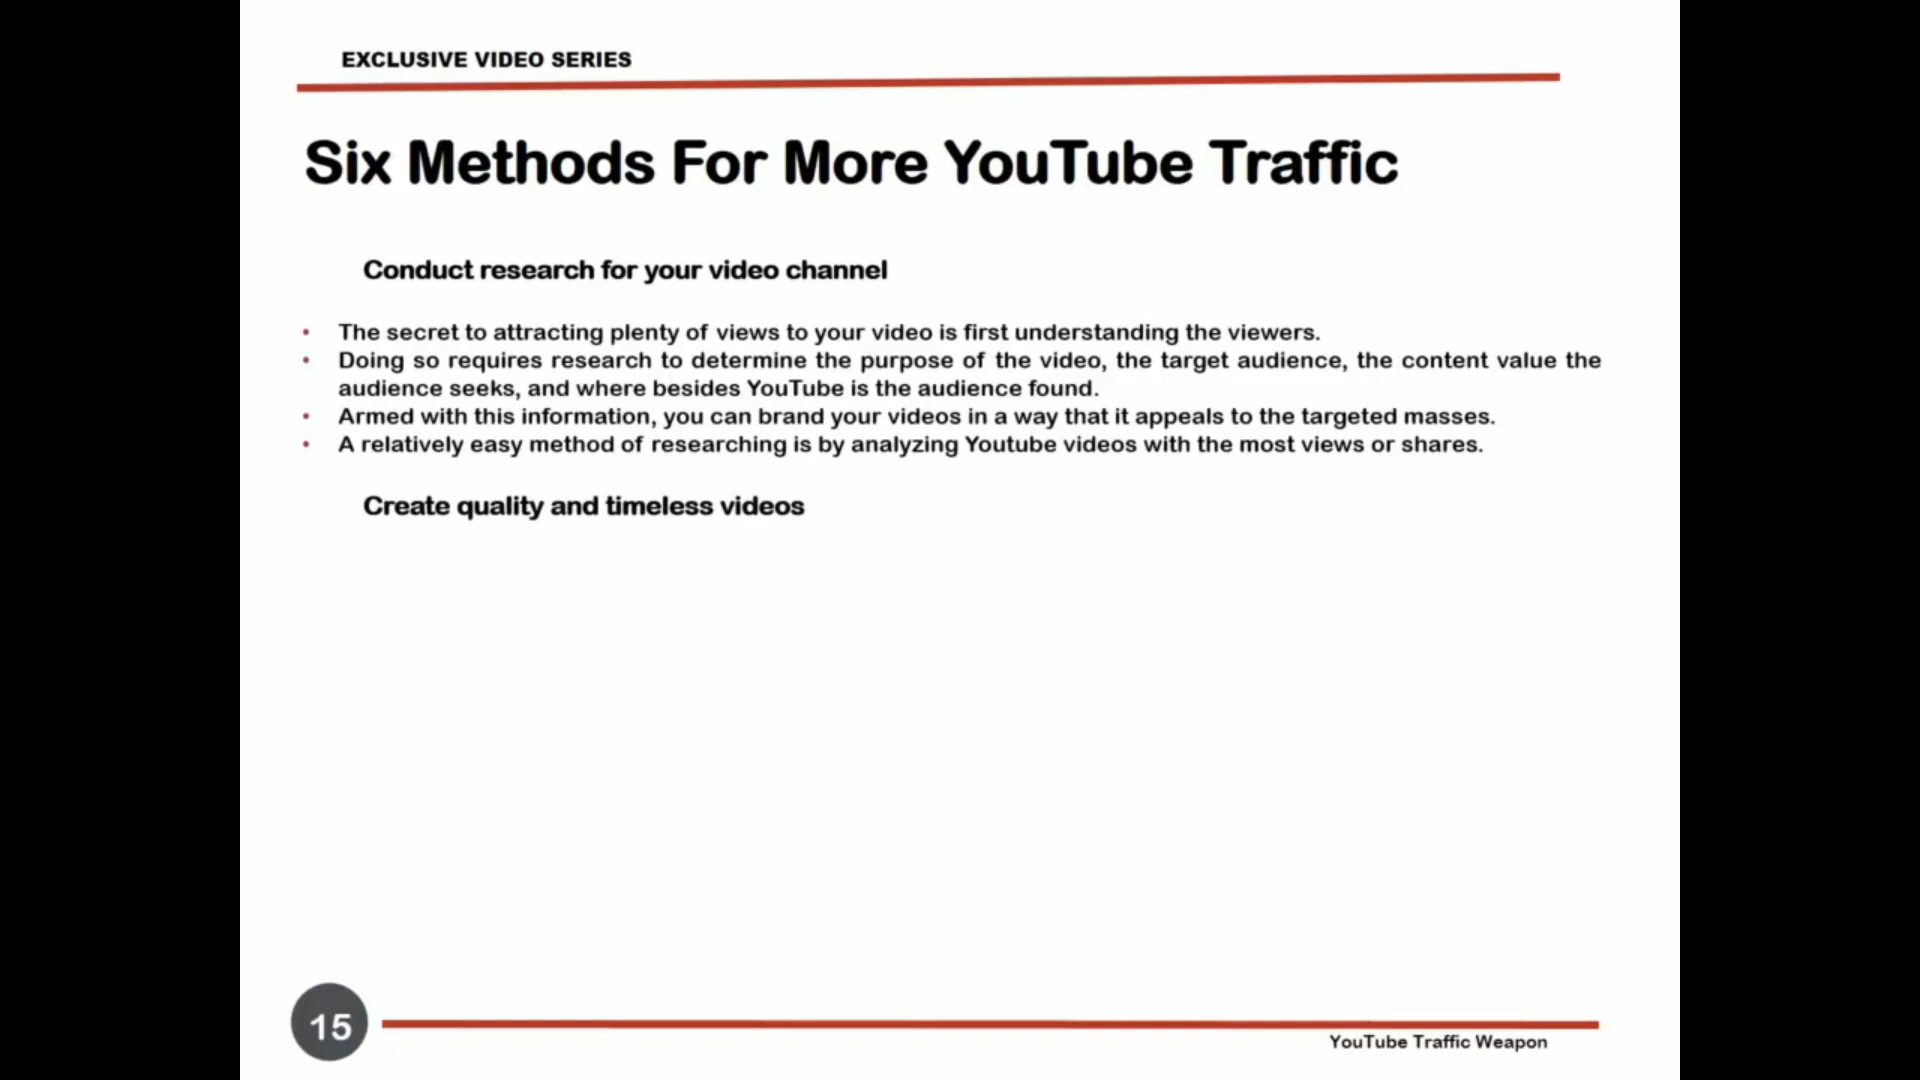 EXCLUSIVE VIDEO SERIES
Six Methods For More YouTube Traffic
Conduct research for your video channel
• The secret to attracting plenty of views to your video is first understanding the viewers.
• Doing so requires research to determine the purpose of the video, the target audience, the content value the
audience seeks, and where besides YouTube is the audience found.
• Armed with this information, you can brand your videos in a way that it appeals to the targeted masses.
• A relatively easy method of researching is by analyzing Youtube videos with the most views or shares.
Create quality and timeless videos
15
YouTube Traffic Weapon